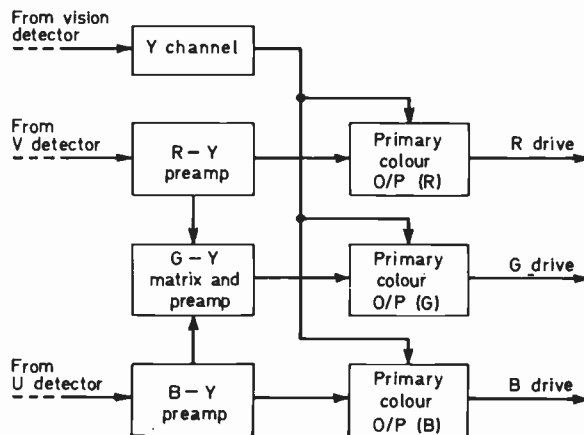 From vision
detector
Y channel
From
V detector
R – Y
preamp
Primary
colour
O/P (R)
R drive
G – Y
matrix and
preamp
Primary
colour
O/P (G)
G drive
From
U detector
B – Y
preamp
Primary
colour
O/P (B)
B drive